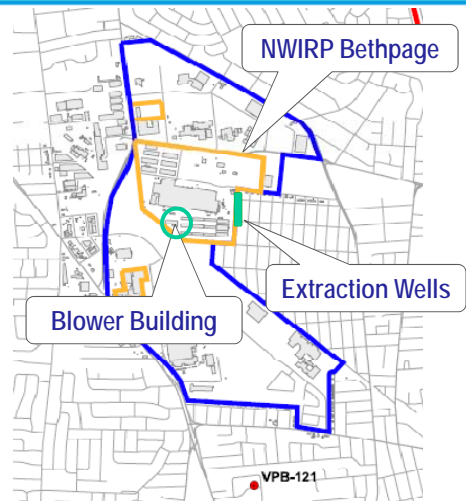 NWIRP Bethpage
Extraction Wells
Blower Building
VPB-121